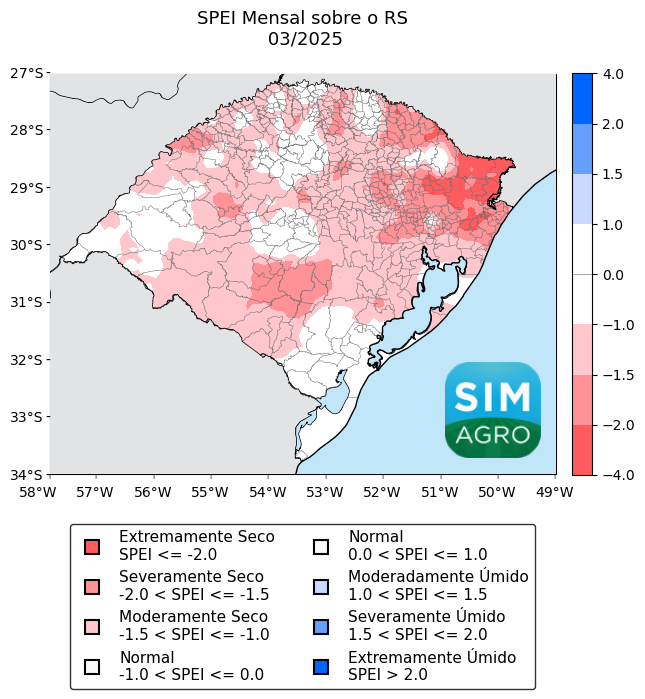 SPEI Mensal sobre o RS
03/2025
27°S
28°S
29°S
30°S
31°S
32°S
33°S
34°S
58°W 57°W 56°W 55°W 54°W 53°W 52°W 51°W 50°W 49°W
4.0
2.0
1.5
1.0
0.0
−1.0
−1.5
−2.0
−4.0
SIM
AGRO
Extremamente Seco
SPEI <= -2.0
Severamente Seco
-2.0 < SPEI <= -1.5
Moderamente Seco
-1.5 < SPEI <= -1.0
Normal
-1.0 < SPEI <= 0.0
Normal
0.0 < SPEI <= 1.0
Moderadamente Úmido
1.0 < SPEI <= 1.5
Severamente Úmido
1.5 < SPEI <= 2.0
Extremamente Úmido
SPEI > 2.0